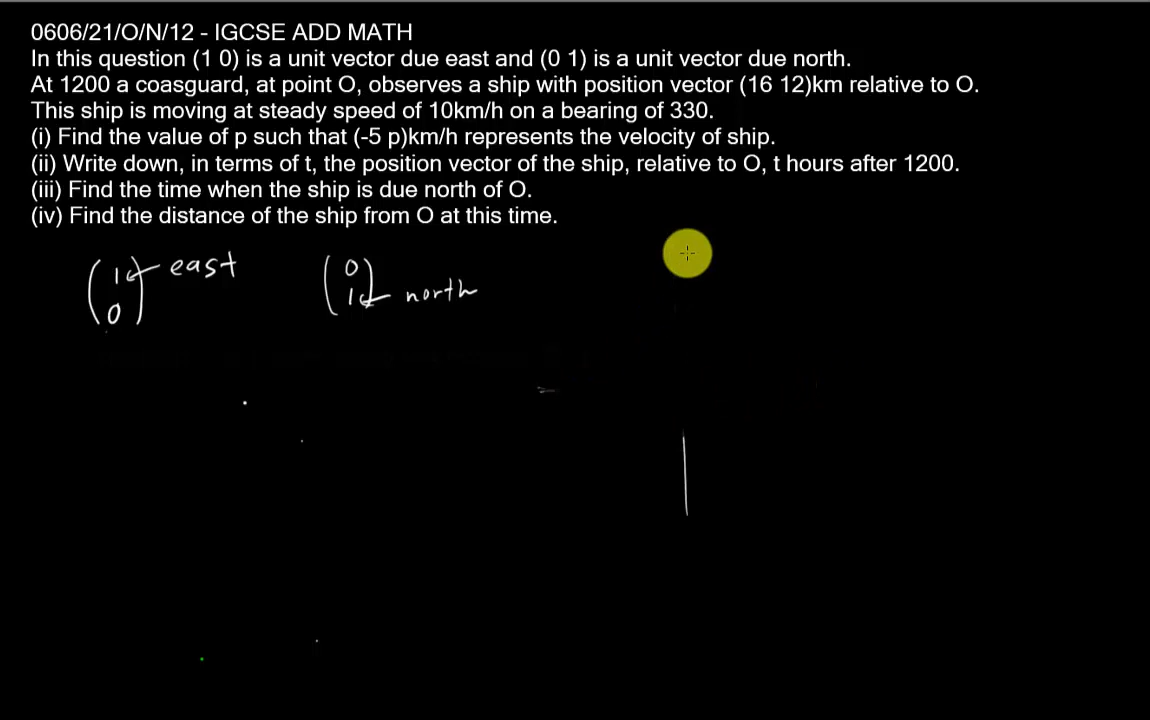 0606/21/O/N/12 - IGCSE ADD MATH
In this question (1 0) is a unit vector due east and (0 1) is a unit vector due north.
At 1200 a coasguard, at point O, observes a ship with position vector (16 12)km relative to O.
This ship is moving at steady speed of 10km/h on a bearing of 330.
(i) Find the value of p such that (-5 p)km/h represents the velocity of ship.
(ii) Write down, in terms of t, the position vector of the ship, relative to O, t hours after 1200.
(iii) Find the time when the ship is due north of O.
(iv) Find the distance of the ship from O at this time.
(1 0) east (0 1) north